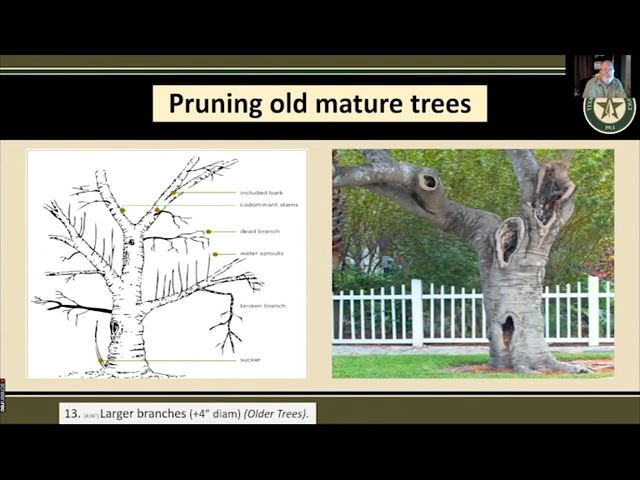 Pruning old mature trees
included bark
codominant stems
dead branch
water sprouts
broken branch
sucker
1915
13. Larger branches (+4" diam) (Older Trees).